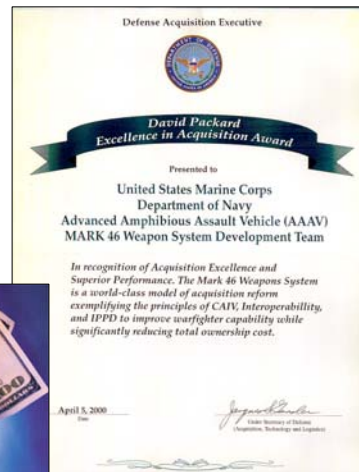 Defense Acquisition Executive
DEPARTMENT OF DEFENSE
David Packard
Excellence in Acquisition Award
Presented to
United States Marine Corps
Department of Navy
Advanced Amphibious Assault Vehicle (AAAV)
MARK 46 Weapon System Development Team
In recognition of Acquisition Excellence and
Superior Performance. The Mark 46 Weapons System
is a world-class model of acquisition reform
exemplifying the principles of CAIV, Interoperabillity,
and IPPD to improve warfighter capability while
significantly reducing total ownership cost.
April 5, 2000
Date
Under Secretary of Defense
(Acquisition, Technology and Logistics)